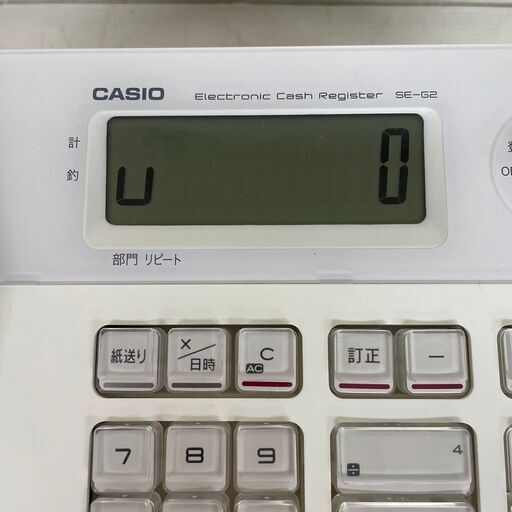 CASIO Electronic Cash Register SE-G2
計
釣
u 0
部門 リピート
紙送り ×/日時 C AC 訂正 −
7 8 9 4
÷